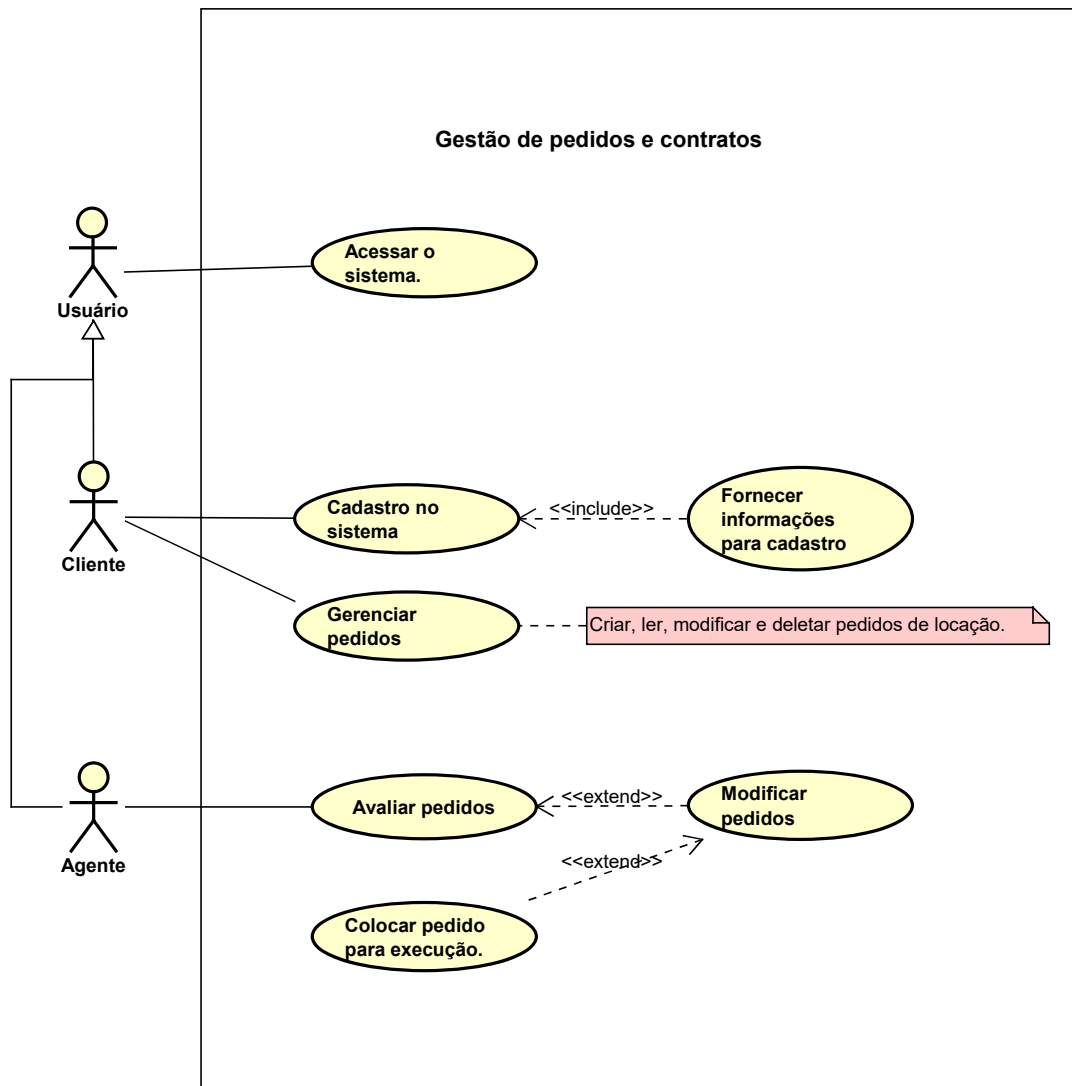 Gestão de pedidos e contratos
Acessar o
sistema.
Usuário
Cadastro no
sistema
<<include>>
Fornecer
informações
para cadastro
Cliente
Gerenciar
pedidos
Criar, ler, modificar e deletar pedidos de locação.
Avaliar pedidos
<<extend>>
Modificar
pedidos
<<extend>>
Agente
Colocar pedido
para execução.